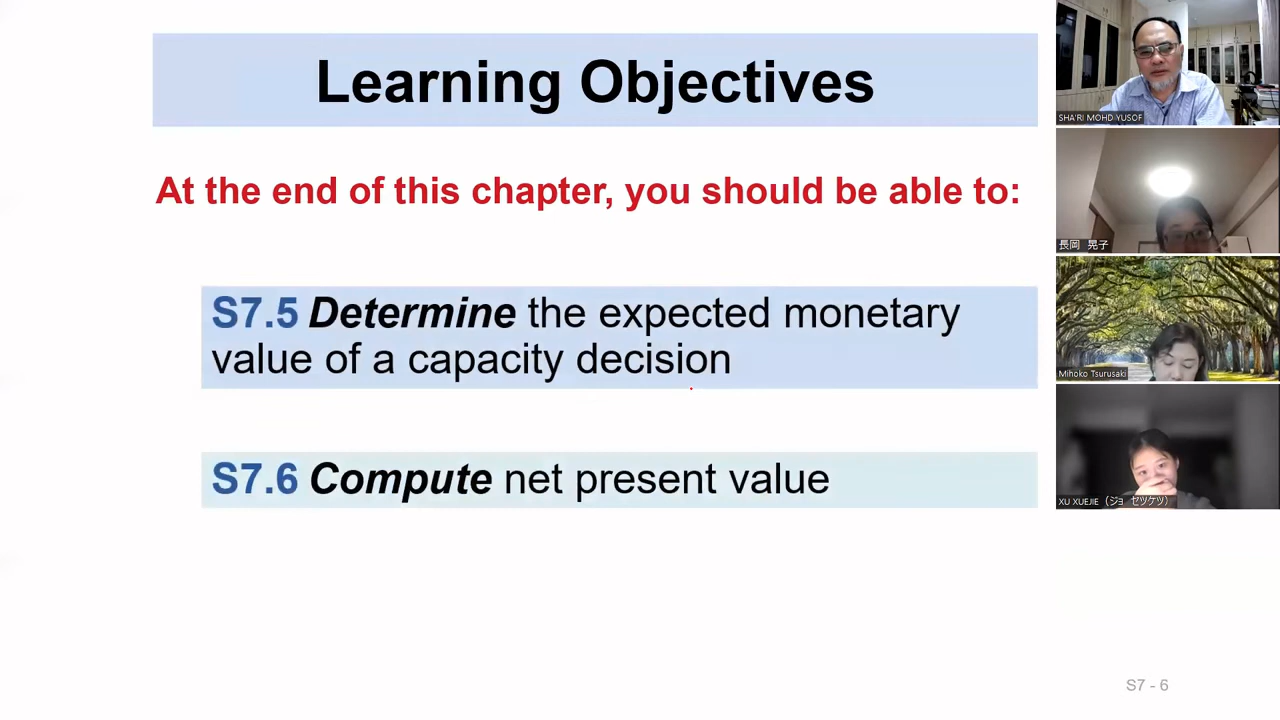 Learning Objectives
At the end of this chapter, you should be able to:
S7.5 Determine the expected monetary
value of a capacity decision
S7.6 Compute net present value
S7 - 6
SHA'RI MOHD YUSOF
長岡 晃子
Mihoko Tsurusaki
XU XUEJIE（ジョ セツケツ）